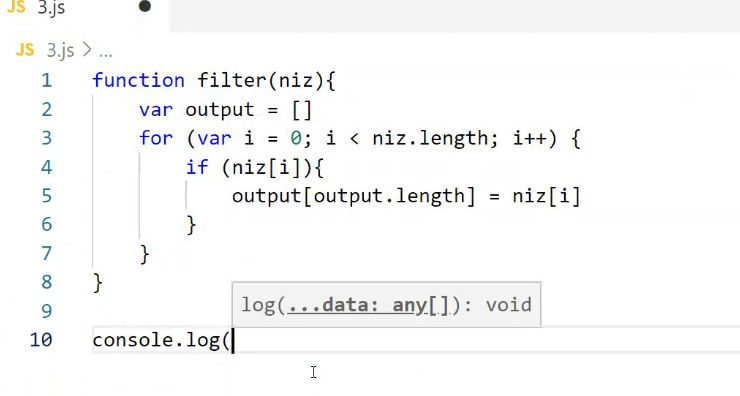 JS 3.js
JS 3.js > ...
1 function filter(niz){
2 var output = []
3 for (var i = 0; i < niz.length; i++) {
4 if (niz[i]){
5 output[output.length] = niz[i]
6 }
7 }
8 }
9
log(...data: any[]): void
10 console.log(